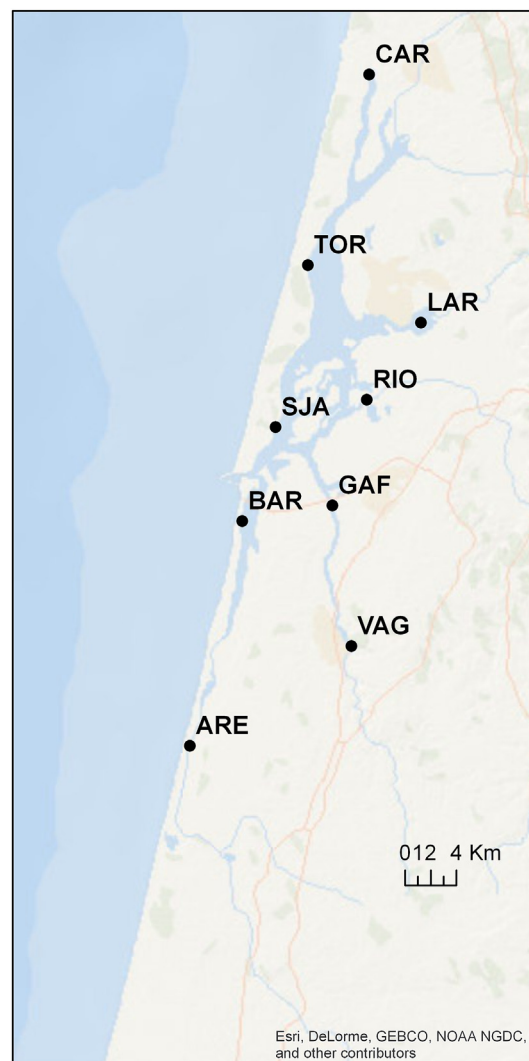 CAR
TOR
LAR
RIO
SJA
GAF
BAR
VAG
ARE
012 4 Km
Esri, DeLorme, GEBCO, NOAA NGDC,
and other contributors